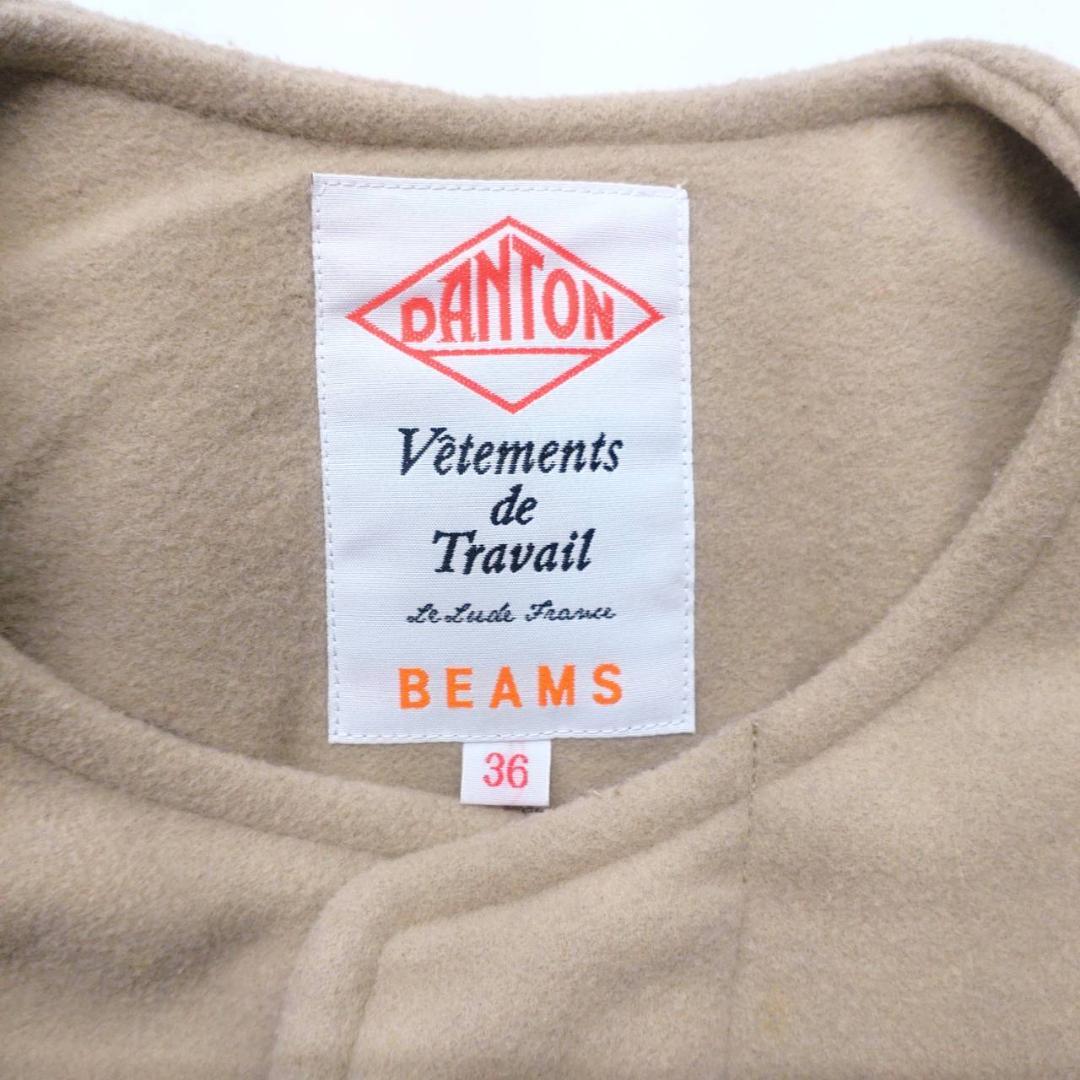 DANTON
Vêtements
de
Travail
Le Lude France
BEAMS
36